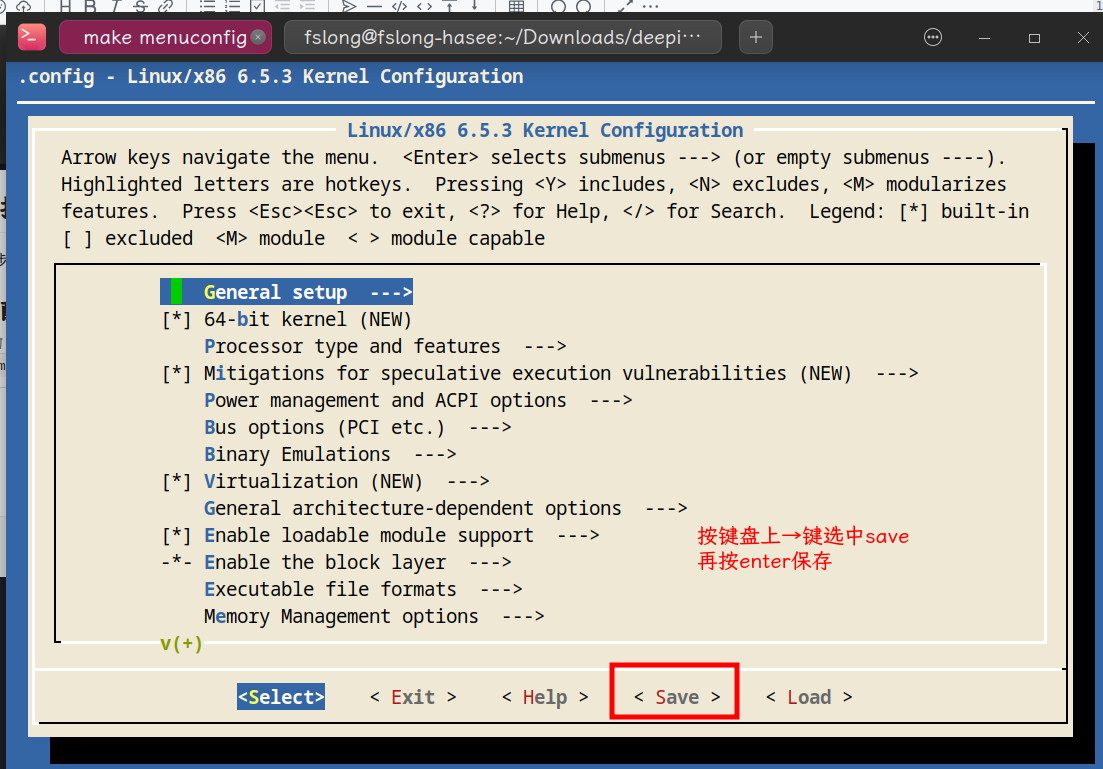 make menuconfig
fslong@fslong-hasee:~/Downloads/deepi···
.config - Linux/x86 6.5.3 Kernel Configuration
Linux/x86 6.5.3 Kernel Configuration
Arrow keys navigate the menu.  <Enter> selects submenus ---> (or empty submenus ----).
Highlighted letters are hotkeys.  Pressing <Y> includes, <N> excludes, <M> modularizes
features.  Press <Esc><Esc> to exit, <?> for Help, </> for Search.  Legend: [*] built-in
[ ] excluded  <M> module  < > module capable
General setup  --->
[*] 64-bit kernel (NEW)
Processor type and features  --->
[*] Mitigations for speculative execution vulnerabilities (NEW)  --->
Power management and ACPI options  --->
Bus options (PCI etc.)  --->
Binary Emulations  --->
[*] Virtualization (NEW)  --->
General architecture-dependent options  --->
[*] Enable loadable module support  --->
-*- Enable the block layer  --->
Executable file formats  --->
Memory Management options  --->
v(+)
按键盘上→键选中save
再按enter保存
<Select>    < Exit >    < Help >    < Save >    < Load >